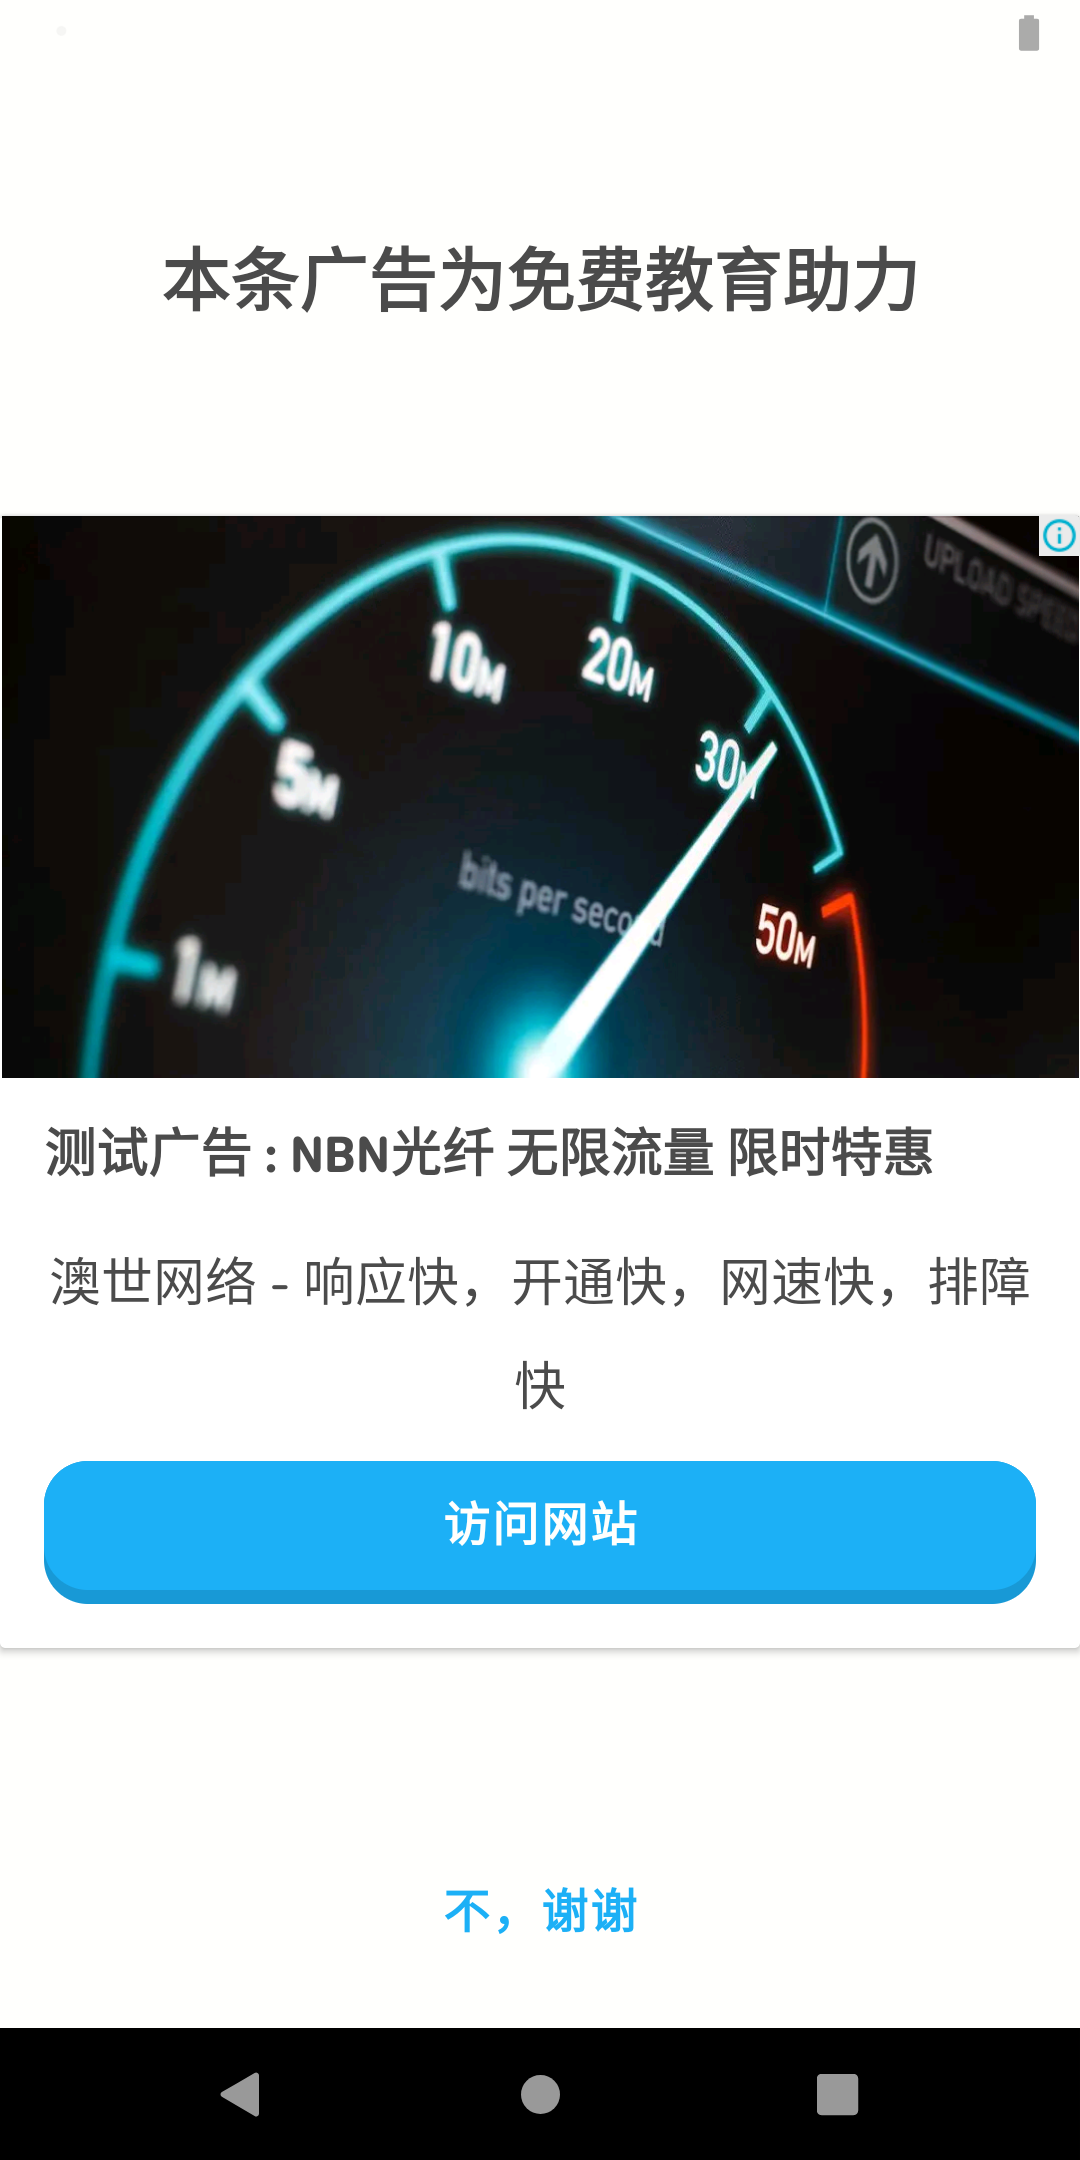 本条广告为免费教育助力
UPLOAD SPEED
10M
20M
30M
5M
bits per second
50M
1M
测试广告 : NBN光纤 无限流量 限时特惠
澳世网络 - 响应快，开通快，网速快，排障
快
访问网站
不，谢谢